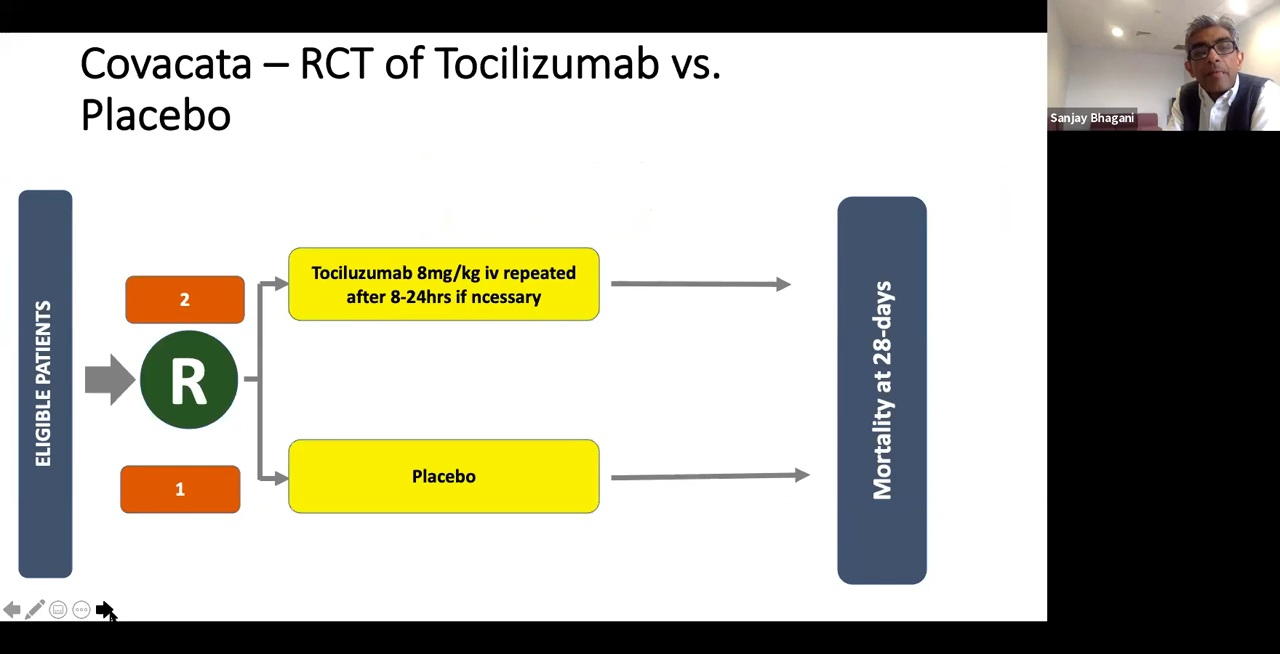 Covacata – RCT of Tocilizumab vs.
Placebo
Sanjay Bhagani
ELIGIBLE PATIENTS
2
R
1
Tociluzumab 8mg/kg iv repeated
after 8-24hrs if ncessary
Placebo
Mortality at 28-days